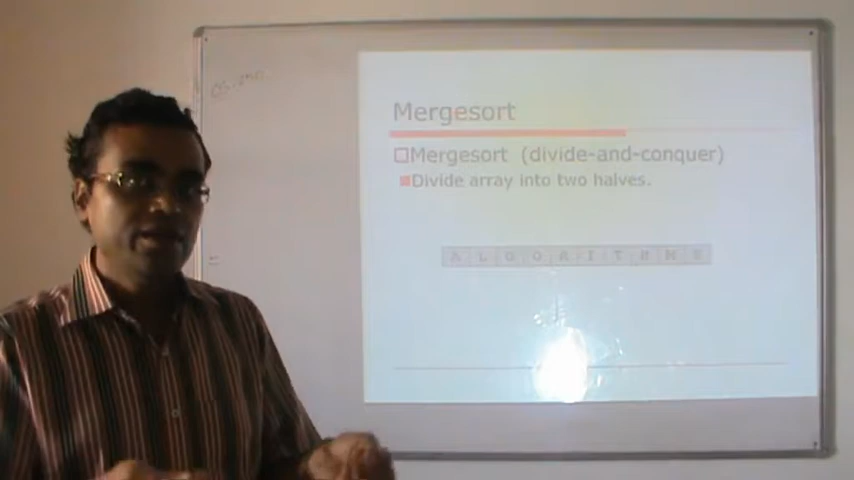 Mergesort
Mergesort (divide-and-conquer)
Divide array into two halves.
A L G O R I T H M S